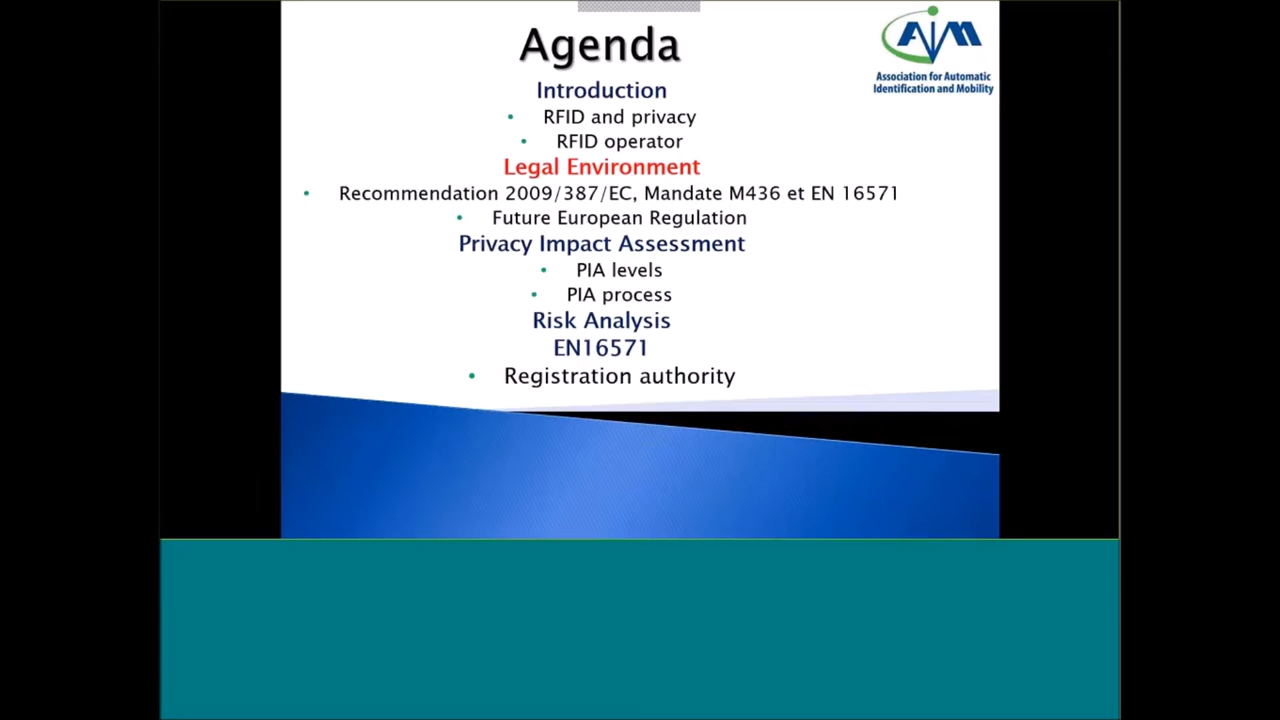 Agenda
AIM
Association for Automatic
Identification and Mobility
Introduction
• RFID and privacy
• RFID operator
Legal Environment
• Recommendation 2009/387/EC, Mandate M436 et EN 16571
• Future European Regulation
Privacy Impact Assessment
• PIA levels
• PIA process
Risk Analysis
EN16571
• Registration authority